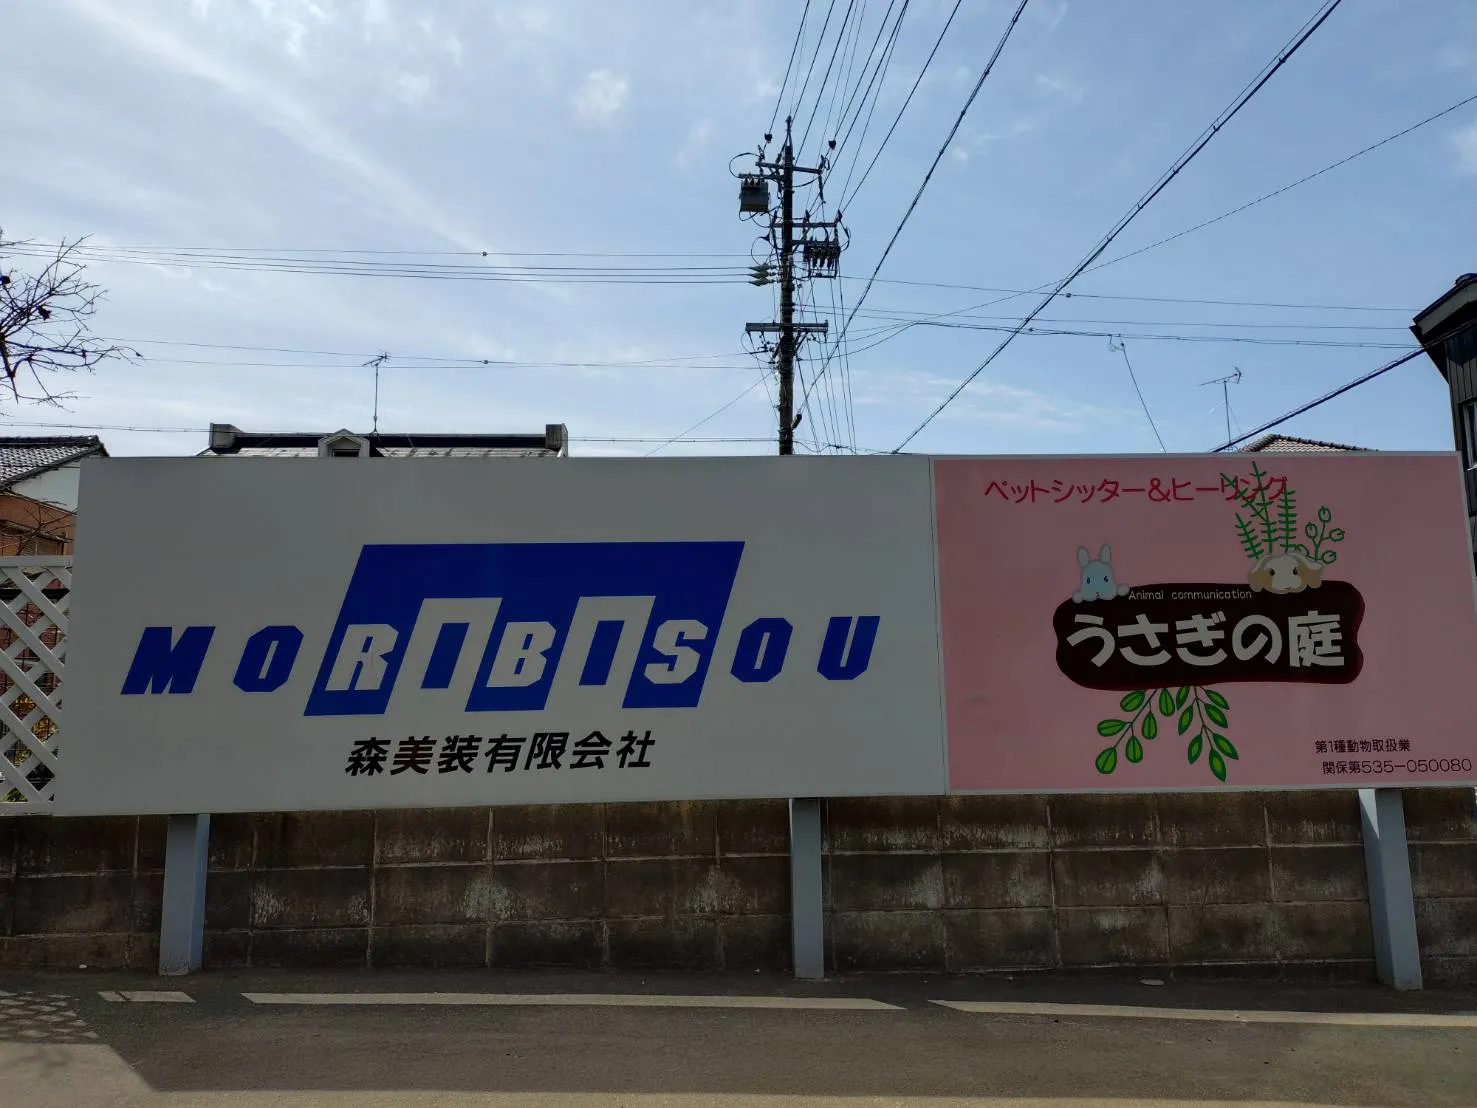 MORIBISOU
森美装有限会社
ペットシッター&ヒーリング
Animal communication
うさぎの庭
第1種動物取扱業
関保第535-050080